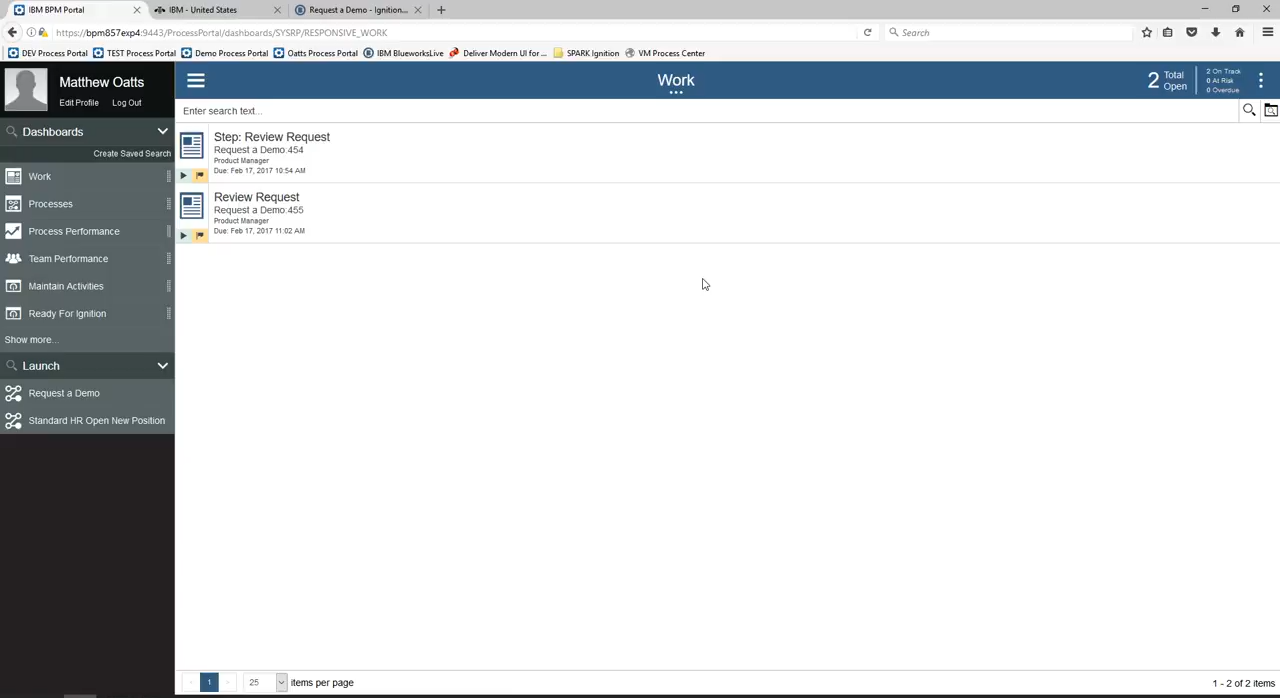 IBM BPM Portal
IBM - United States
Request a Demo - Ignition...
https://bpm857exp4:9443/ProcessPortal/dashboards/SYSRP/RESPONSIVE_WORK
Search
DEV Process Portal
TEST Process Portal
Demo Process Portal
Oatts Process Portal
IBM BlueworksLive
Deliver Modern UI for ...
SPARK Ignition
VM Process Center
Matthew Oatts
Edit Profile
Log Out
Work
2 Total Open
2 On Track
0 At Risk
0 Overdue
Enter search text...
Dashboards
Create Saved Search
Work
Processes
Process Performance
Team Performance
Maintain Activities
Ready For Ignition
Show more...
Launch
Request a Demo
Standard HR Open New Position
Step: Review Request
Request a Demo:454
Product Manager
Due: Feb 17, 2017 10:54 AM
Review Request
Request a Demo:455
Product Manager
Due: Feb 17, 2017 11:02 AM
1
25
items per page
1 - 2 of 2 items